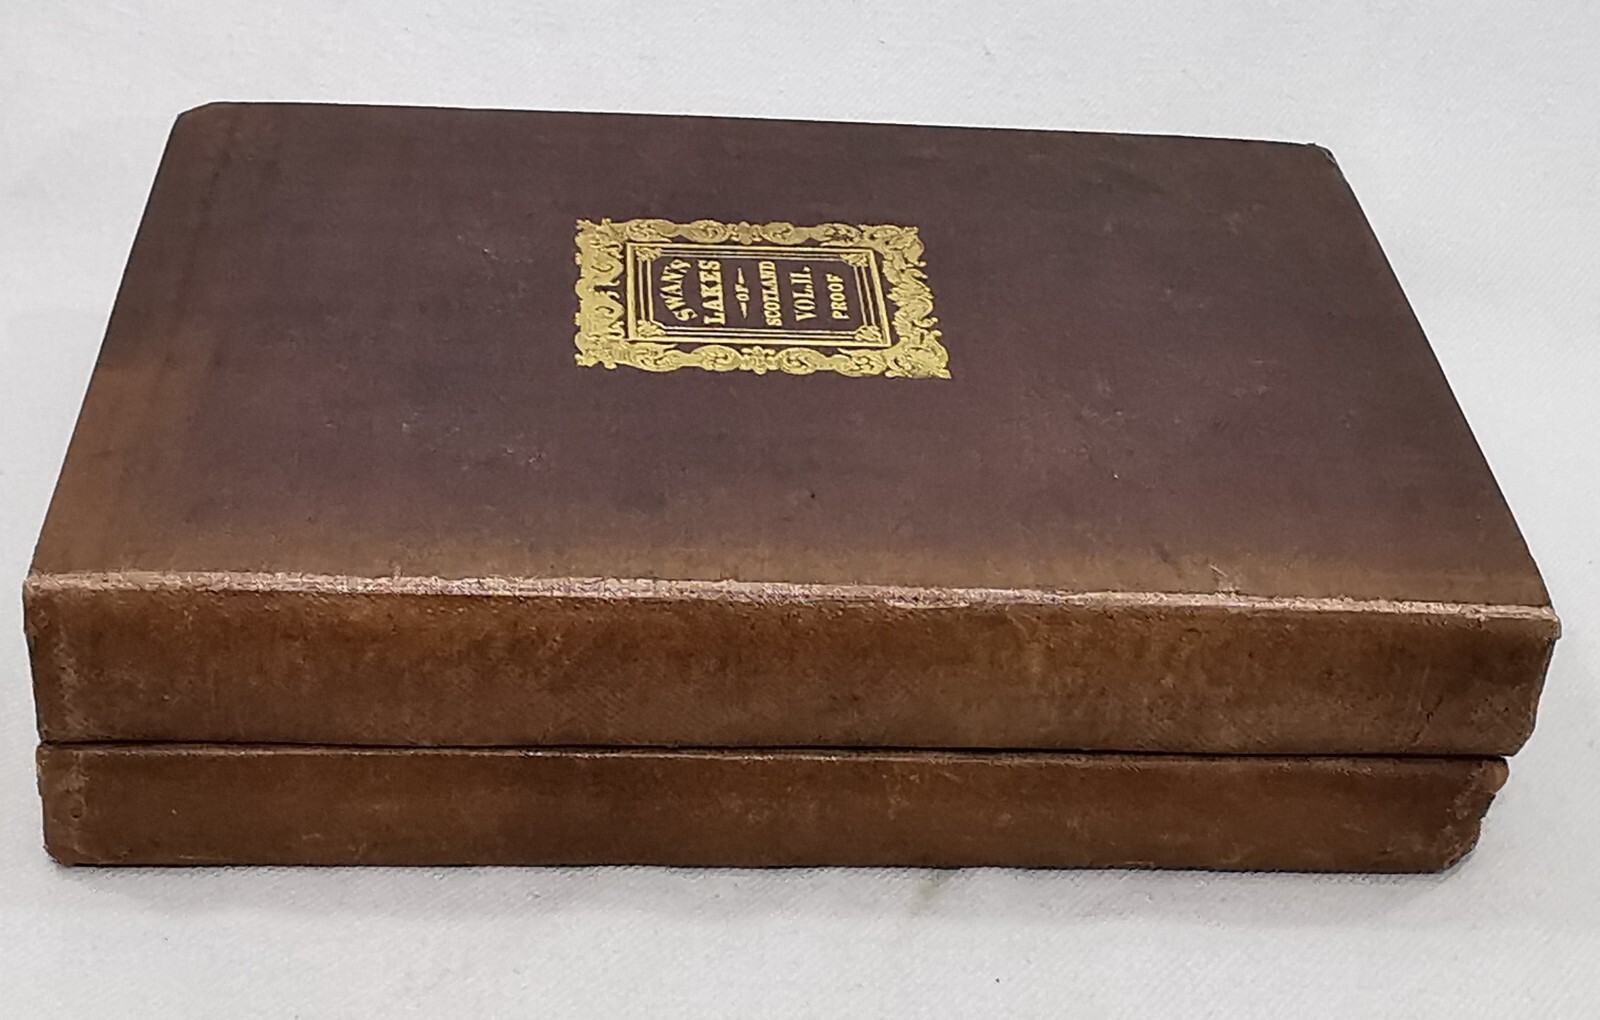 SWAN'S
LAKES
OF
SCOTLAND
VOL.II.
PROOF